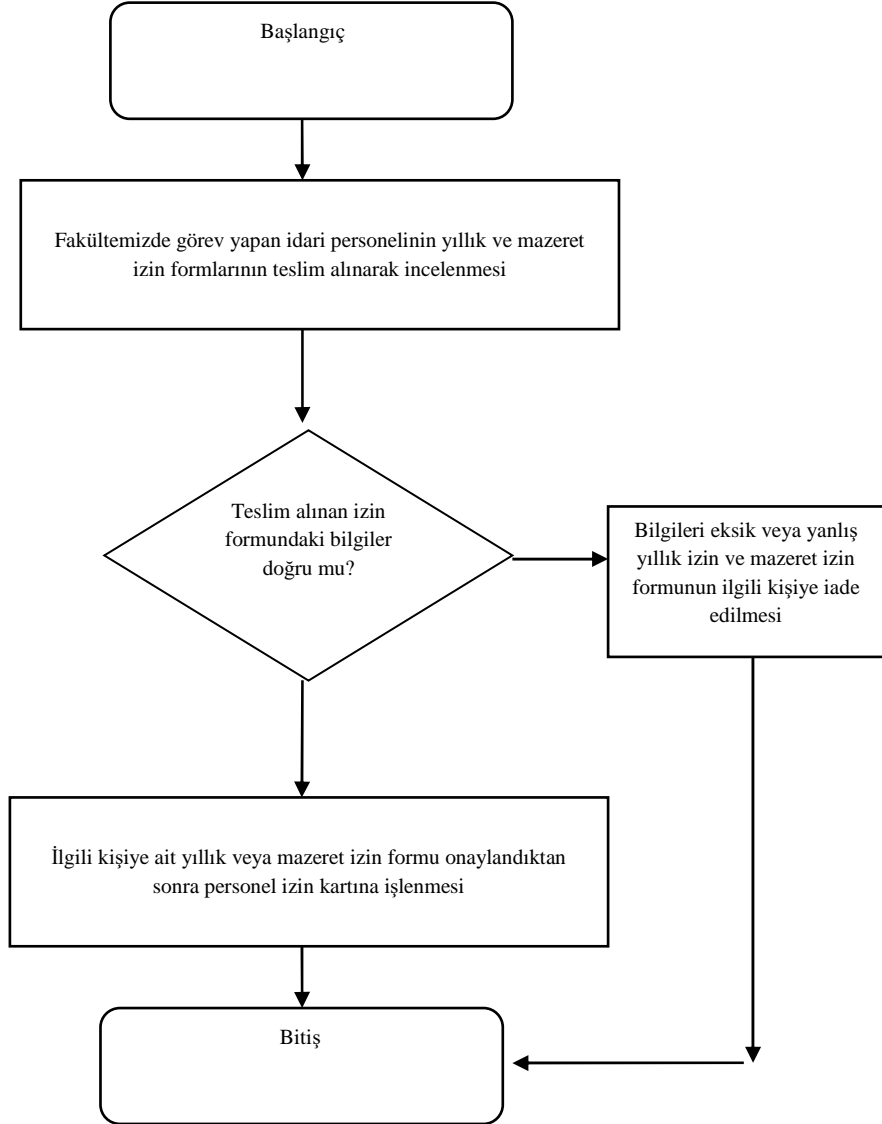 Başlangıç
Fakültemizde görev yapan idari personelinin yıllık ve mazeret
izin formlarının teslim alınarak incelenmesi
Teslim alınan izin
formundaki bilgiler
doğru mu?
Bilgileri eksik veya yanlış
yıllık izin ve mazeret izin
formunun ilgili kişiye iade
edilmesi
İlgili kişiye ait yıllık veya mazeret izin formu onaylandıktan
sonra personel izin kartına işlenmesi
Bitiş